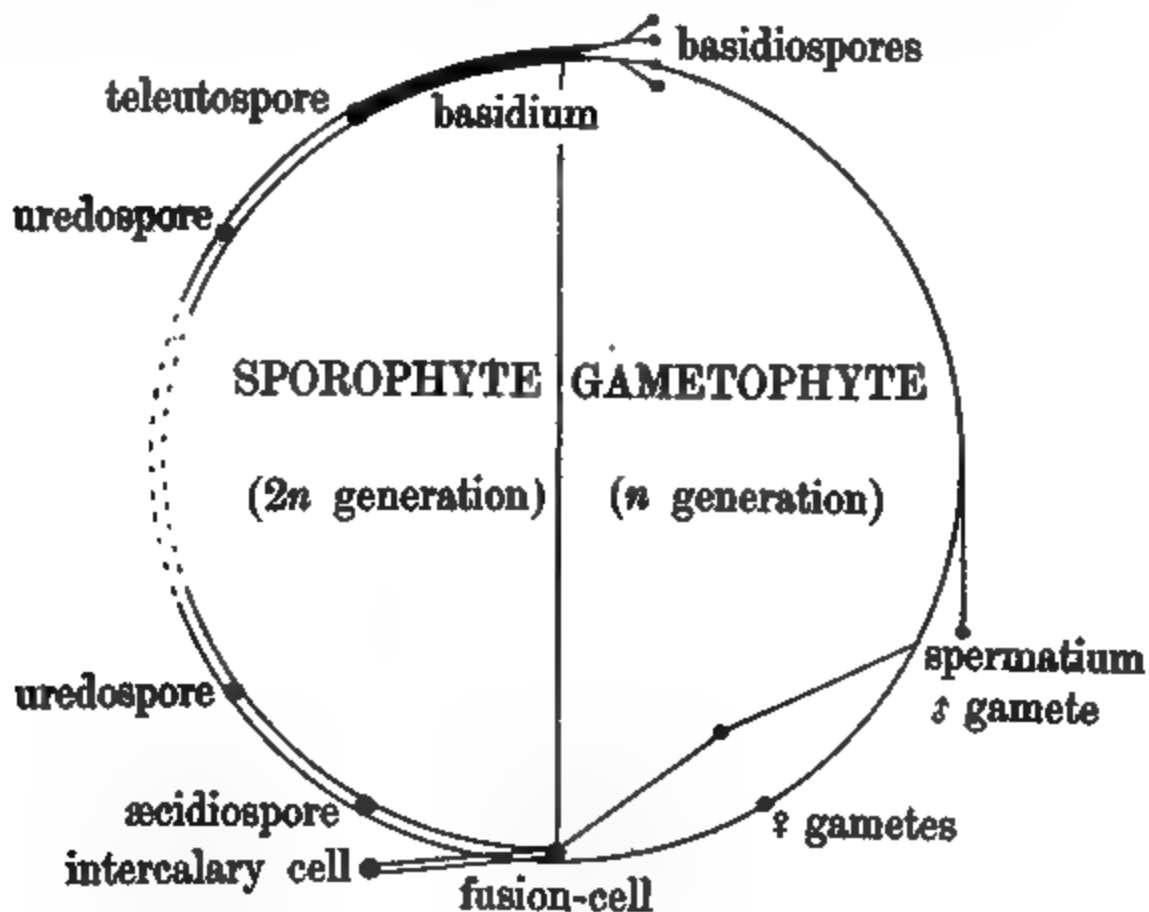 basidiospores
teleutospore
basidium
uredospore
SPOROPHYTE
GAMETOPHYTE
(2n generation)
(n generation)
spermatium
♂ gamete
uredospore
æcidiospore
♀ gametes
intercalary cell
fusion-cell